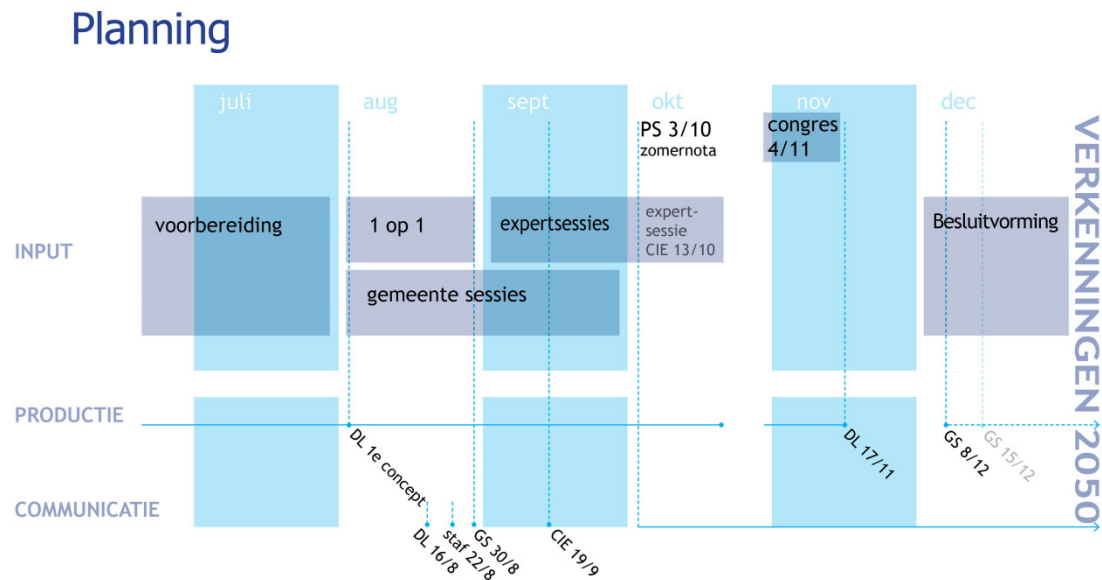 Planning
juli
aug
sept
okt
nov
dec
PS 3/10
zomernota
congres
4/11
INPUT
voorbereiding
1 op 1
expertsessies
expert-
sessie
CIE 13/10
Besluitvorming
gemeente sessies
PRODUCTIE
DL 1e concept
DL 17/11
GS 8/12
GS 15/12
COMMUNICATIE
DL 16/8
staf 22/8
GS 30/8
CIE 19/9
VERKENNINGEN 2050